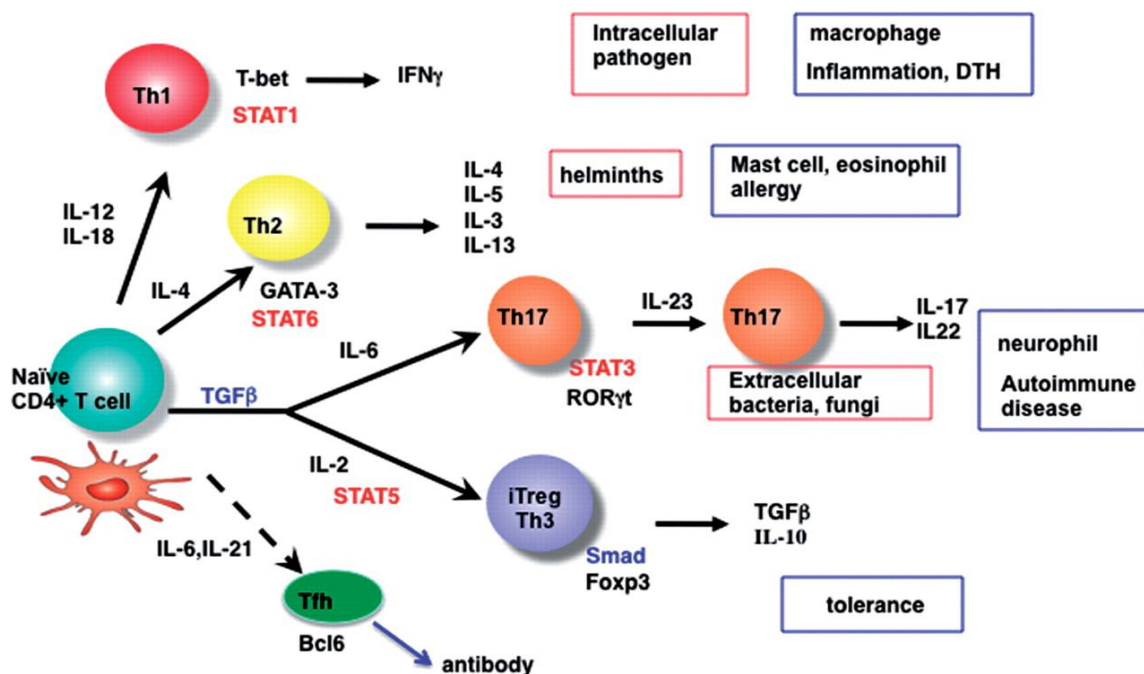 Th1
T-bet
STAT1
IFNγ
Intracellular
pathogen
macrophage
Inflammation, DTH
IL-12
IL-18
Th2
GATA-3
STAT6
IL-4
IL-4
IL-5
IL-3
IL-13
helminths
Mast cell, eosinophil
allergy
Naïve
CD4+ T cell
TGFβ
IL-6
Th17
STAT3
RORγt
IL-23
Th17
IL-17
IL22
Extracellular
bacteria, fungi
neurophil
Autoimmune
disease
IL-2
STAT5
iTreg
Th3
Smad
Foxp3
TGFβ
IL-10
tolerance
IL-6,IL-21
Tfh
Bcl6
antibody